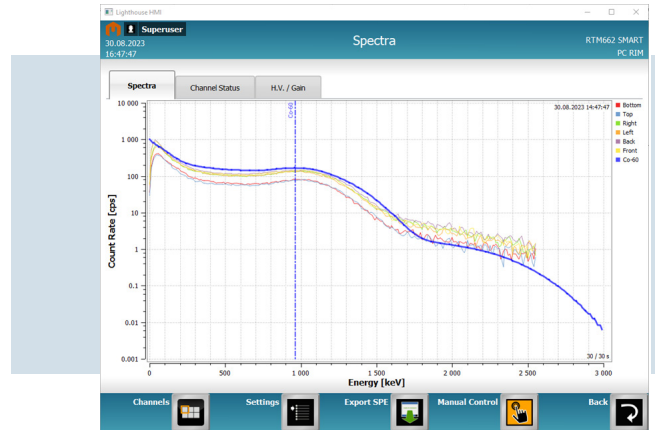 Lighthouse HMI
Superuser
30.08.2023
16:47:47
Spectra
RTM662 SMART
PC RIM
Spectra
Channel Status
H.V. / Gain
10 000
1 000
100
10
1
0.1
0.01
0.001
Count Rate [cps]
Co-60
30.08.2023 14:47:47
Bottom
Top
Right
Left
Back
Front
Co-60
30 / 30 s
0
500
1 000
1 500
2 000
2 500
3 000
Energy [keV]
Channels
Settings
Export SPE
Manual Control
Back